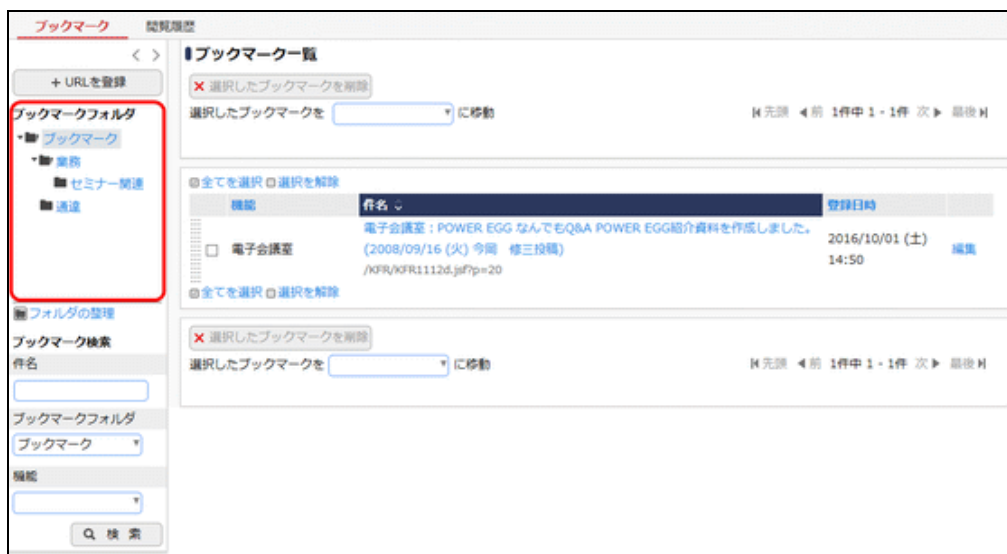 ブックマーク 閲覧履歴
< >
+ URLを登録
ブックマークフォルダ
ブックマーク
業務
セミナー関連
通達
フォルダの整理
ブックマーク検索
件名
ブックマークフォルダ
ブックマーク
機能
検 索
ブックマーク一覧
選択したブックマークを削除
選択したブックマークを に移動 先頭 前 1件中 1 - 1件 次 最後
全てを選択 選択を解除
機能 件名 登録日時
電子会議室 電子会議室:POWER EGG なんでもQ&A POWER EGG紹介資料を作成しました。
(2008/09/16 (火) 今岡 修三投稿)
/KFR/KFR1112d.jsf?p=20
2016/10/01 (土)
14:50
編集
全てを選択 選択を解除
選択したブックマークを削除
選択したブックマークを に移動 先頭 前 1件中 1 - 1件 次 最後